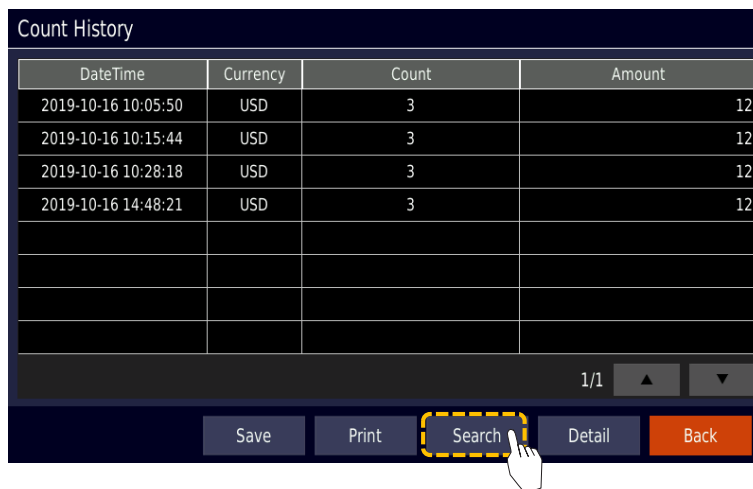 Count History
DateTime Currency Count Amount
2019-10-16 10:05:50 USD 3 12
2019-10-16 10:15:44 USD 3 12
2019-10-16 10:28:18 USD 3 12
2019-10-16 14:48:21 USD 3 12
1/1 ▲ ▼
Save Print Search Detail Back